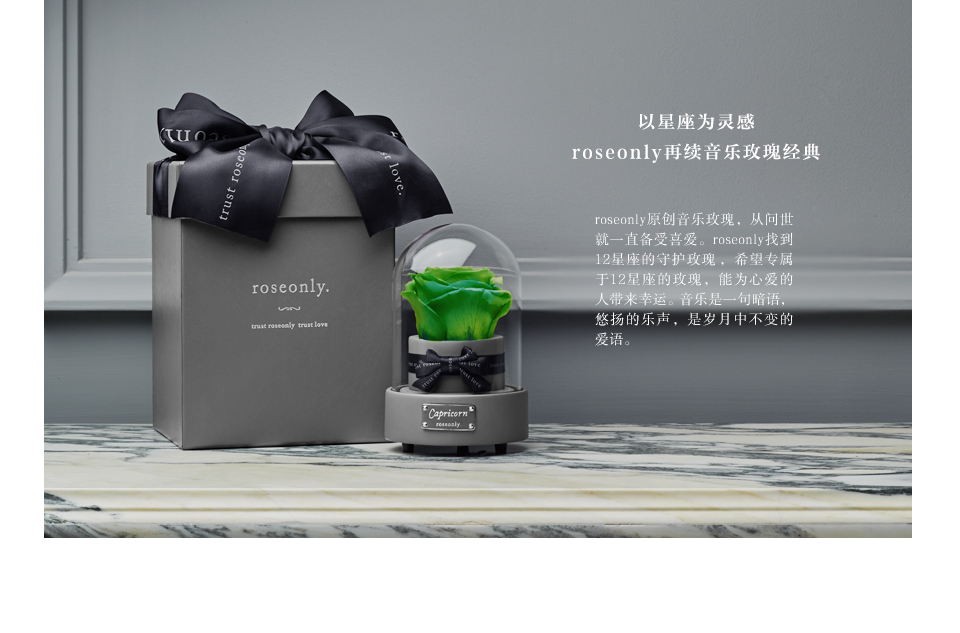 以星座为灵感
roseonly再续音乐玫瑰经典
roseonly原创音乐玫瑰，从问世
就一直备受喜爱。roseonly找到
12星座的守护玫瑰，希望专属
于12星座的玫瑰，能为心爱的
人带来幸运。音乐是一句暗语，
悠扬的乐声，是岁月中不变的
爱语。
trust roseon
t love.
roseonly.
trust roseonly trust love
Capricorn
roseonly.